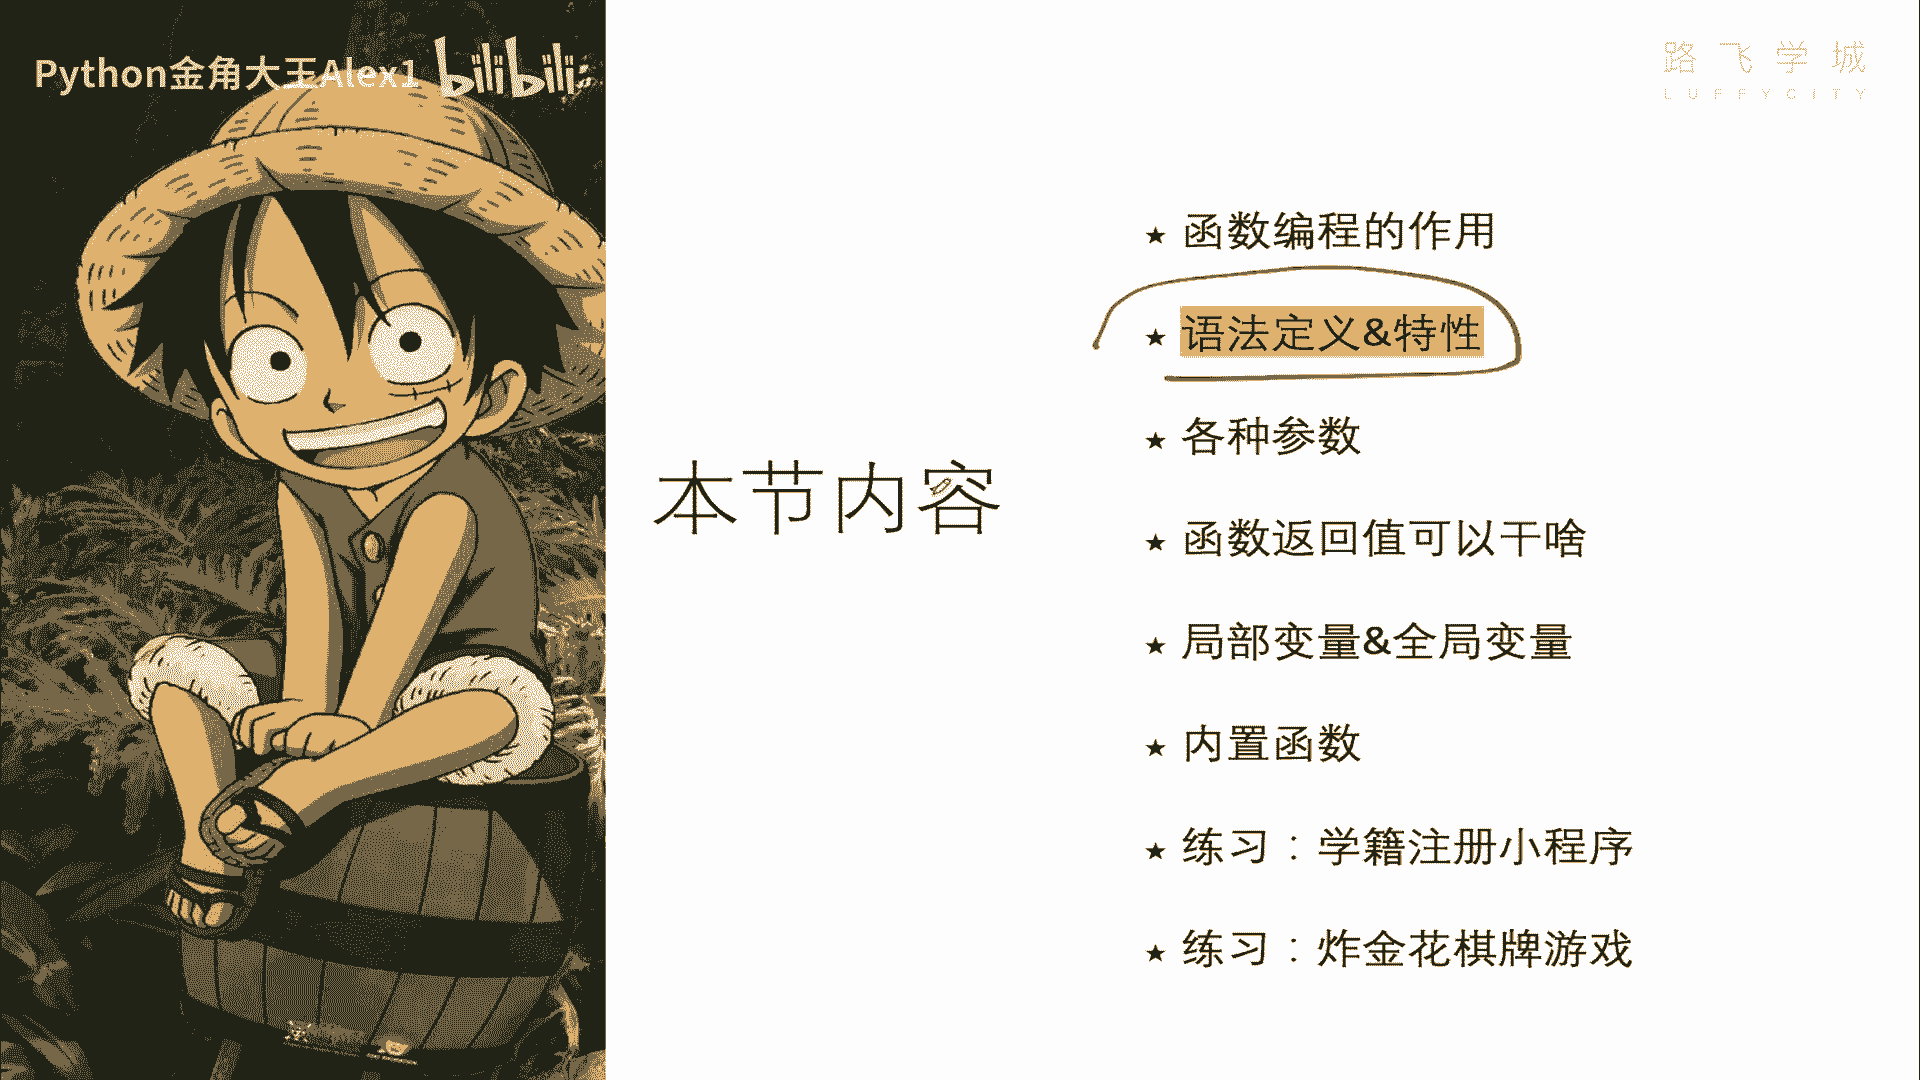 Python金角大王Alex1 bilibili
路飞学城
LUFFYCITY
本节内容
★ 函数编程的作用
★ 语法定义&特性
★ 各种参数
★ 函数返回值可以干啥
★ 局部变量&全局变量
★ 内置函数
★ 练习：学籍注册小程序
★ 练习：炸金花棋牌游戏